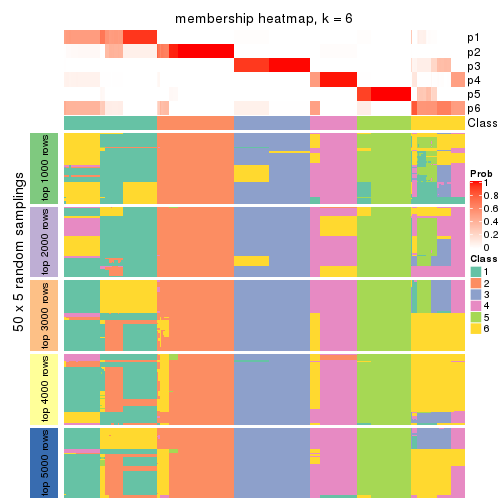 membership heatmap, k = 6
p1
p2
p3
p4
p5
p6
Class
50 x 5 random samplings
top 1000 rows
top 2000 rows
top 3000 rows
top 4000 rows
top 5000 rows
Prob
1
0.8
0.6
0.4
0.2
0
Class
1
2
3
4
5
6